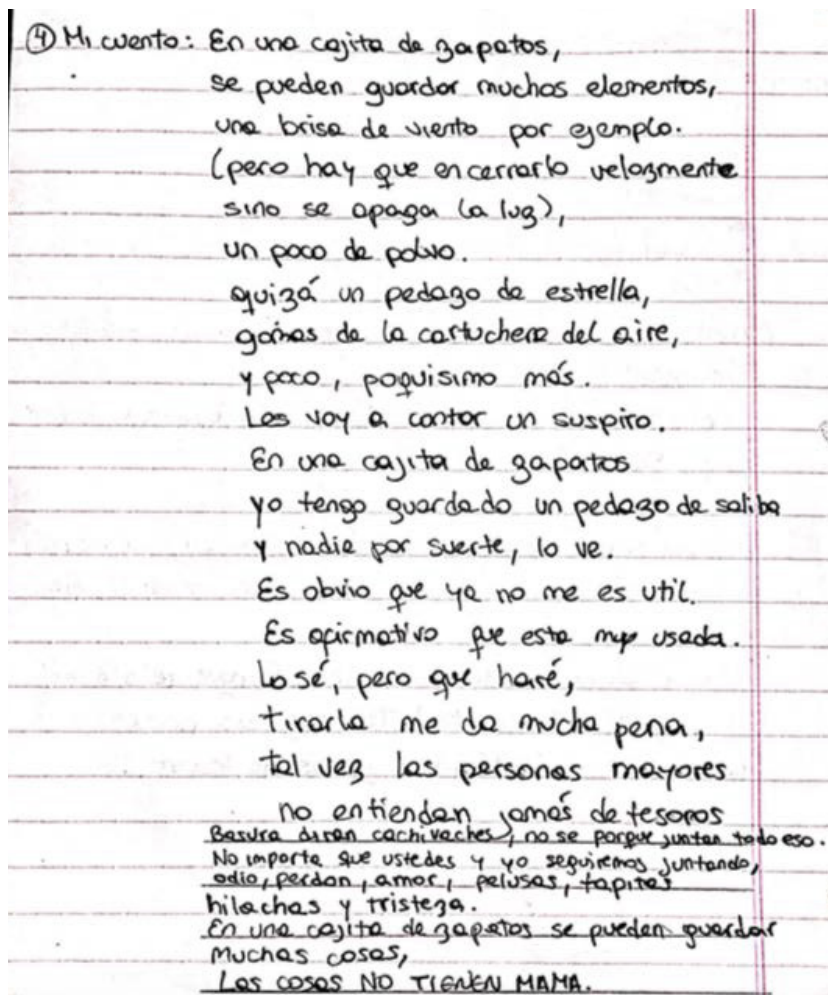 ④ Mi cuento: En una cajita de zapatos,
se pueden guardar muchos elementos,
una brisa de viento por ejemplo.
(pero hay que encerrarlo velozmente
sino se apaga la luz),
un poco de polvo.
quizá un pedazo de estrella,
gomas de la cartuchera del aire,
y poco, poquisimo más.
Les voy a contar un suspiro.
En una cajita de zapatos
yo tengo guardado un pedazo de saliba
y nadie por suerte, lo ve.
Es obvio que ya no me es util.
Es afirmativo que esta muy usada.
Lo sé, pero que haré,
tirarla me da mucha pena,
tal vez las personas mayores
no entiendan jamás de tesoros
Basura diran cachivaches, no se porque juntan todo eso.
No importa que ustedes y yo seguiremos juntando,
odio, perdon, amor, pelusas, tapitas
hilachas y tristeza.
En una cajita de zapatos se pueden guardar
muchas cosas,
Las cosas NO TIENEN MAMA.